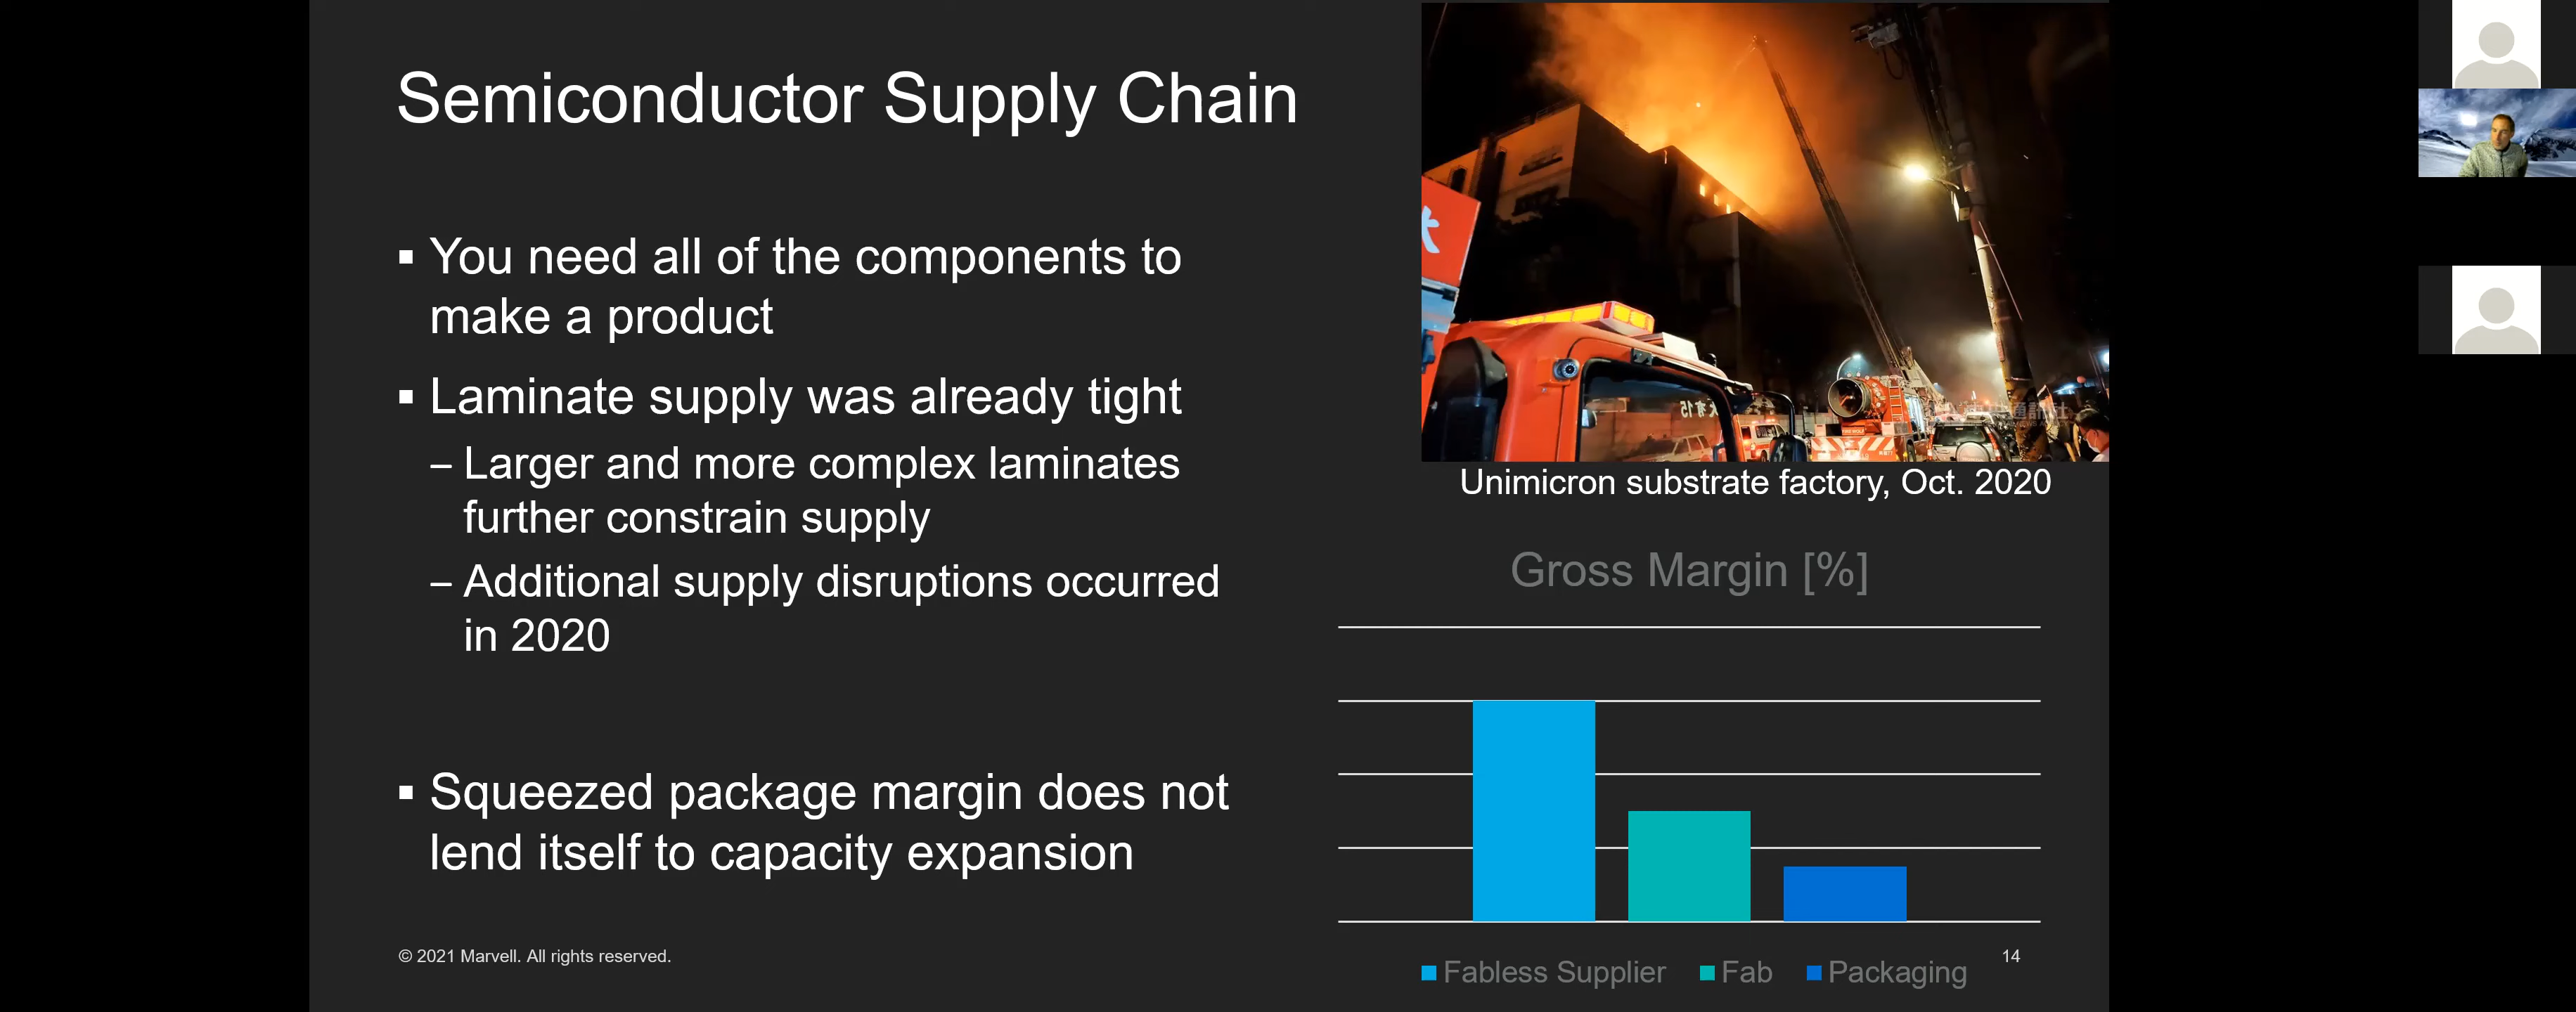 Semiconductor Supply Chain
▪ You need all of the components to
make a product
▪ Laminate supply was already tight
– Larger and more complex laminates
further constrain supply
– Additional supply disruptions occurred
in 2020
▪ Squeezed package margin does not
lend itself to capacity expansion
Unimicron substrate factory, Oct. 2020
Gross Margin [%]
Fabless Supplier Fab Packaging
© 2021 Marvell. All rights reserved.
14